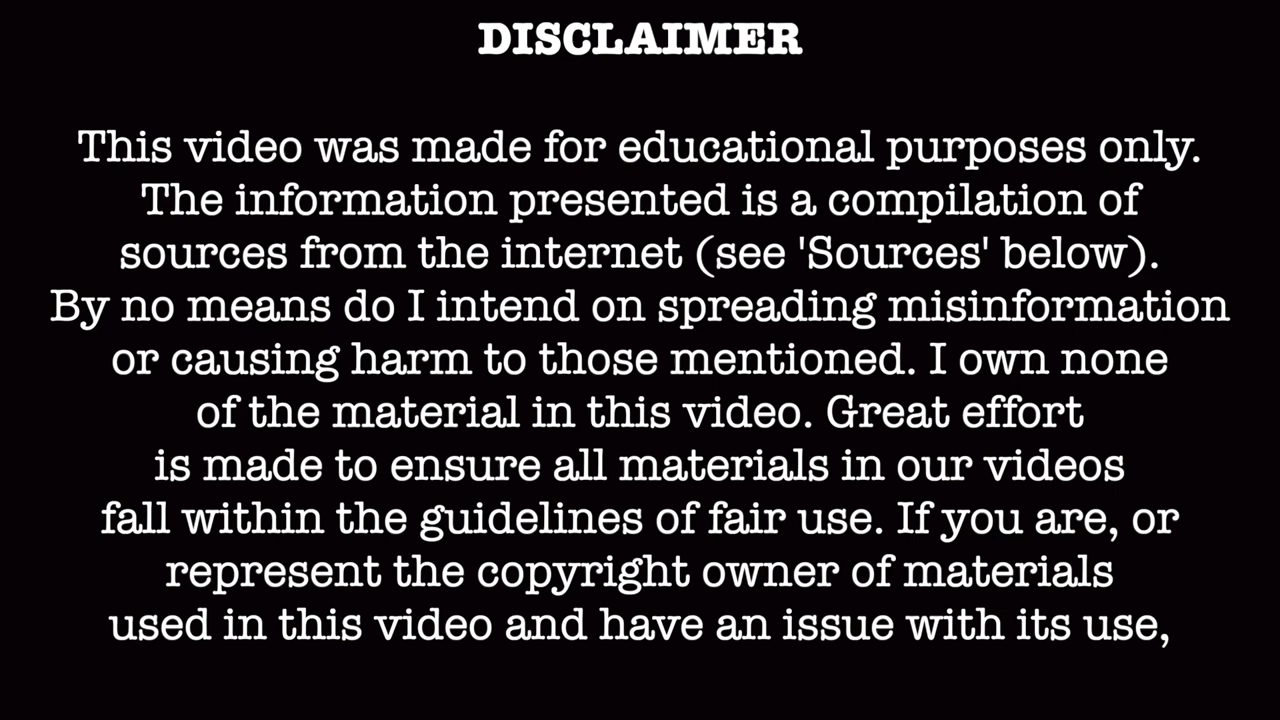 DISCLAIMER
This video was made for educational purposes only.
The information presented is a compilation of
sources from the internet (see 'Sources' below).
By no means do I intend on spreading misinformation
or causing harm to those mentioned. I own none
of the material in this video. Great effort
is made to ensure all materials in our videos
fall within the guidelines of fair use. If you are, or
represent the copyright owner of materials
used in this video and have an issue with its use,